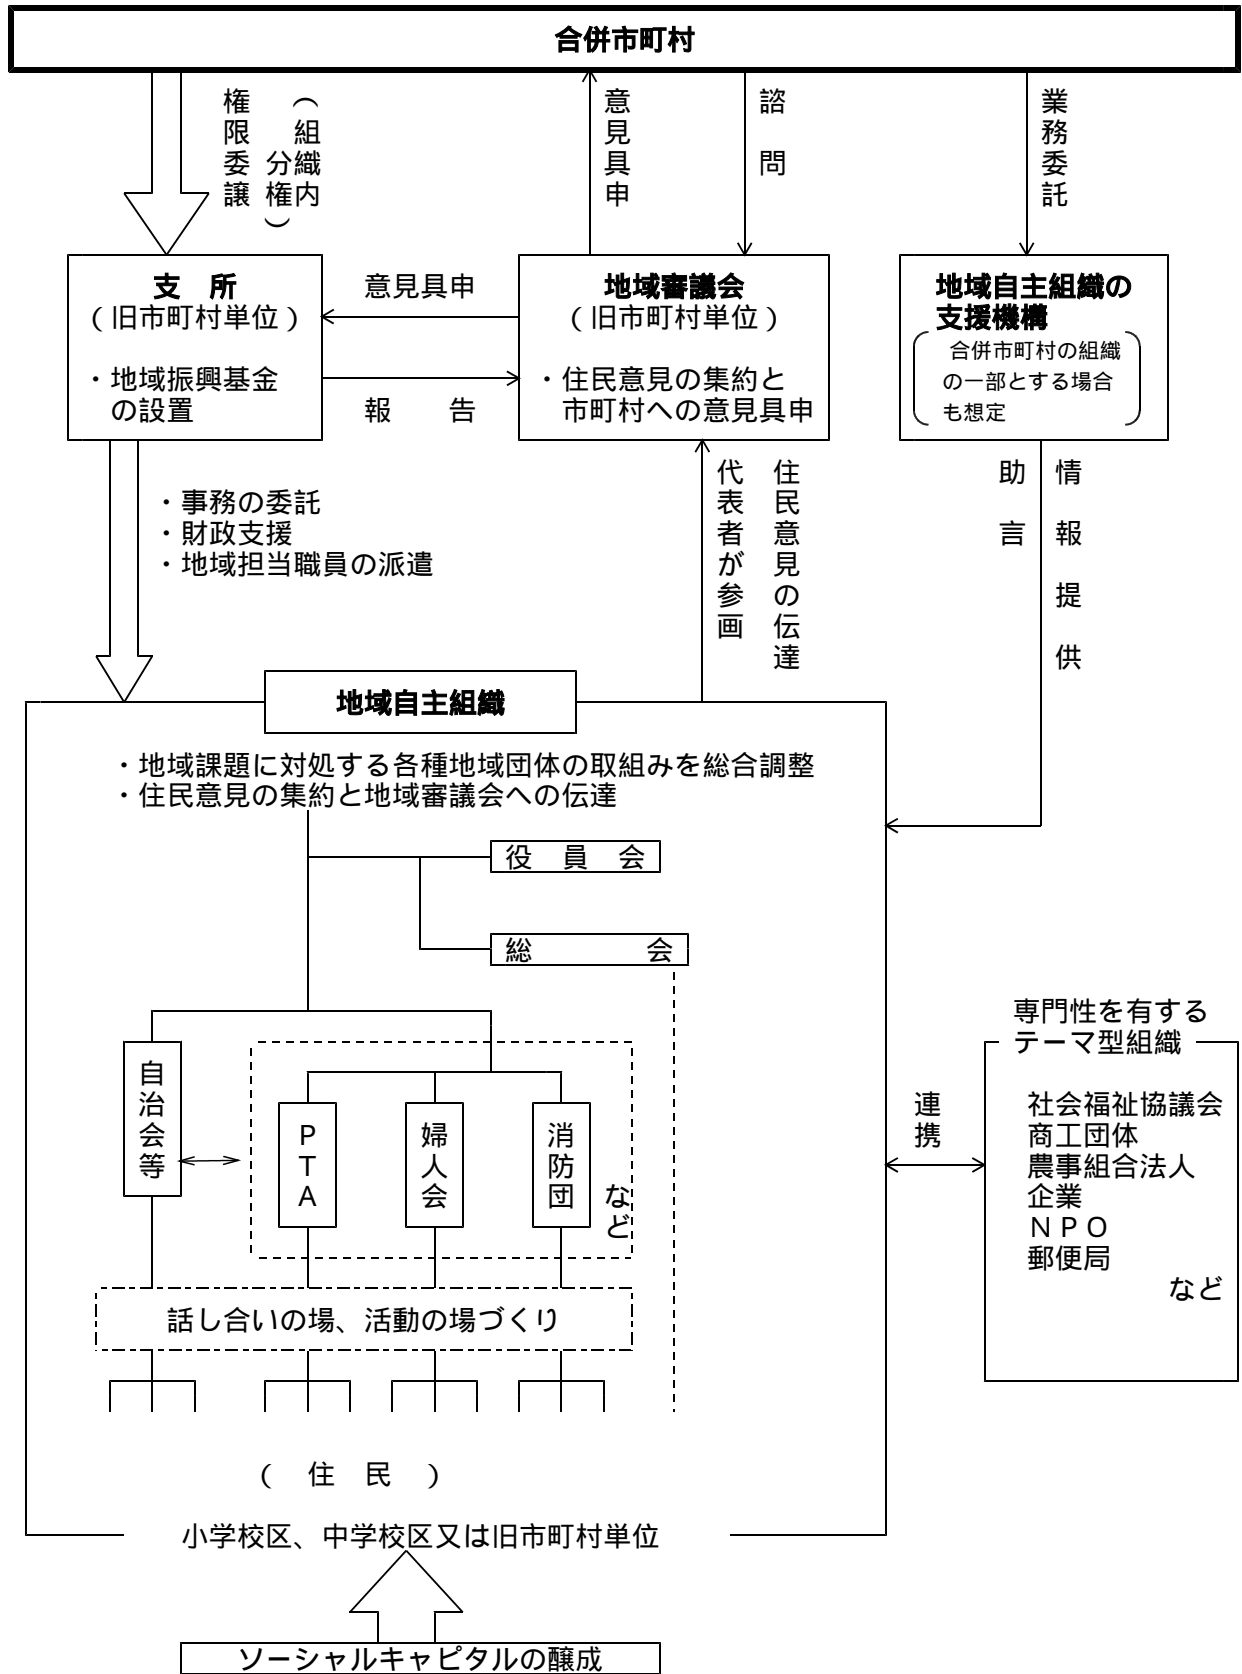 合併市町村
権限委譲
（組織内
分権）
意見具申
諮　問
業務委託
支　所
（旧市町村単位）
・地域振興基金
の設置
意見具申
報　　告
地域審議会
（旧市町村単位）
・住民意見の集約と
市町村への意見具申
地域自主組織の
支援機構
合併市町村の組織
の一部とする場合
も想定
・事務の委託
・財政支援
・地域担当職員の派遣
住民意見の伝達
代表者が参画
情　報　提　供
助　言
地域自主組織
・地域課題に対処する各種地域団体の取組みを総合調整
・住民意見の集約と地域審議会への伝達
役　員　会
総　　　　会
自治会等
ＰＴＡ
婦人会
消防団
など
話し合いの場、活動の場づくり
（　住　民　）
小学校区、中学校区又は旧市町村単位
ソーシャルキャピタルの醸成
連携
専門性を有する
テーマ型組織
社会福祉協議会
商工団体
農事組合法人
企業
ＮＰＯ
郵便局
など